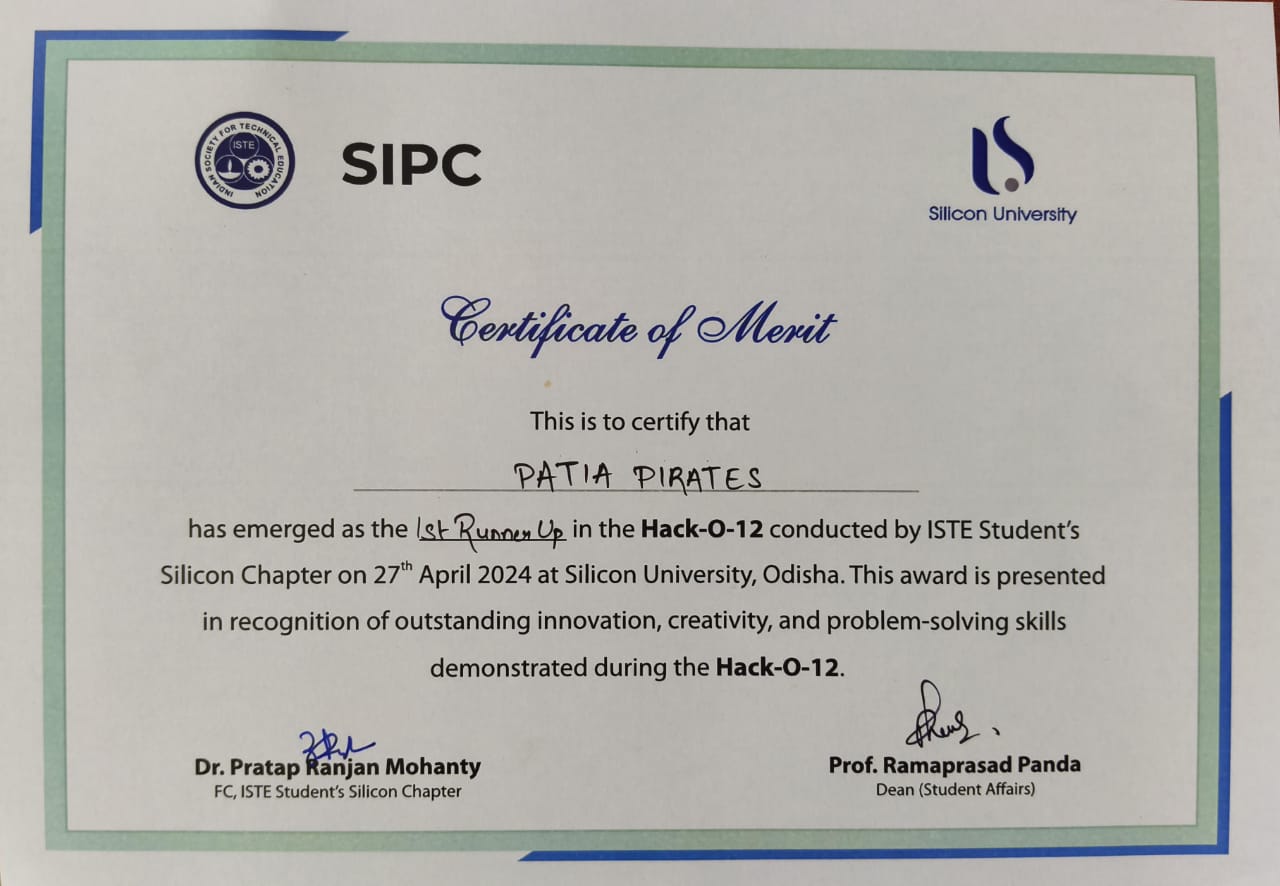 INDIAN SOCIETY FOR TECHNICAL EDUCATION
ISTE
SIPC
Silicon University
Certificate of Merit
This is to certify that
PATIA PIRATES
has emerged as the 1st Runner Up in the Hack-O-12 conducted by ISTE Student's
Silicon Chapter on 27th April 2024 at Silicon University, Odisha. This award is presented
in recognition of outstanding innovation, creativity, and problem-solving skills
demonstrated during the Hack-O-12.
Dr. Pratap Ranjan Mohanty
FC, ISTE Student's Silicon Chapter
Prof. Ramaprasad Panda
Dean (Student Affairs)